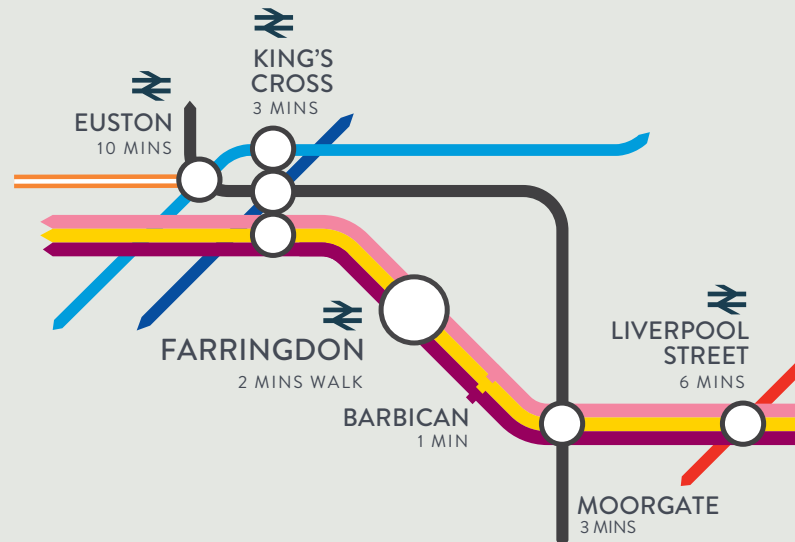 KING'S
CROSS
3 MINS
EUSTON
10 MINS
FARRINGDON
2 MINS WALK
LIVERPOOL
STREET
6 MINS
BARBICAN
1 MIN
MOORGATE
3 MINS